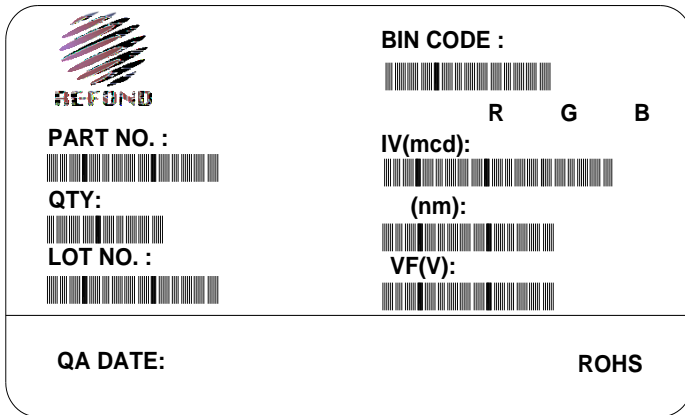 REFOND
BIN CODE :
R G B
PART NO. :
IV(mcd):
QTY:
(nm):
LOT NO. :
VF(V):
QA DATE:
ROHS